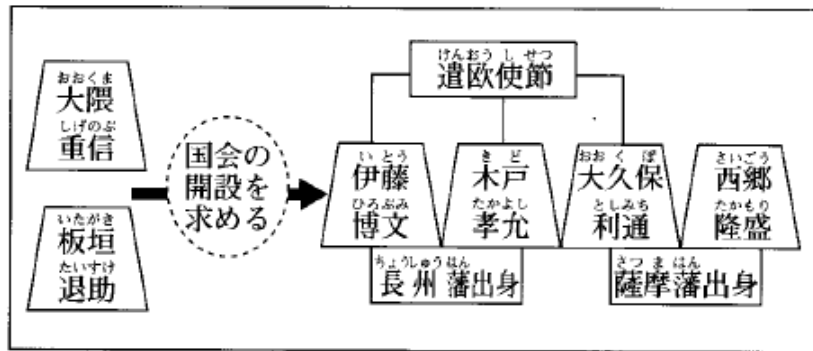 けんおうしせつ
遣欧使節
おおくま
大隈
しげのぶ
重信
いたがき
板垣
たいすけ
退助
国会の
開設を
求める
いとう
伊藤
ひろぶみ
博文
きど
木戸
たかよし
孝允
おおくぼ
大久保
としみち
利通
さいごう
西郷
たかもり
隆盛
ちょうしゅうはん
長州藩出身
さつまはん
薩摩藩出身